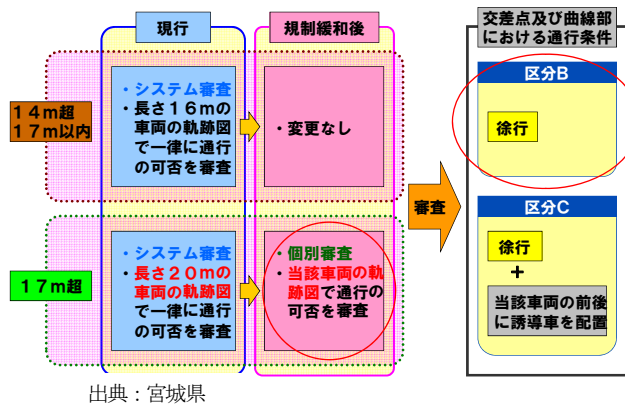 現行
規制緩和後
交差点及び曲線部
における通行条件
14m超
17m以内
・システム審査
・長さ16mの
車両の軌跡図
で一律に通行
の可否を審査
・変更なし
17m超
・システム審査
・長さ20mの
車両の軌跡図
で一律に通行
の可否を審査
・個別審査
・当該車両の軌
跡図で通行の
可否を審査
審査
区分B
徐行
区分C
徐行
+
当該車両の前後
に誘導車を配置
出典：宮城県